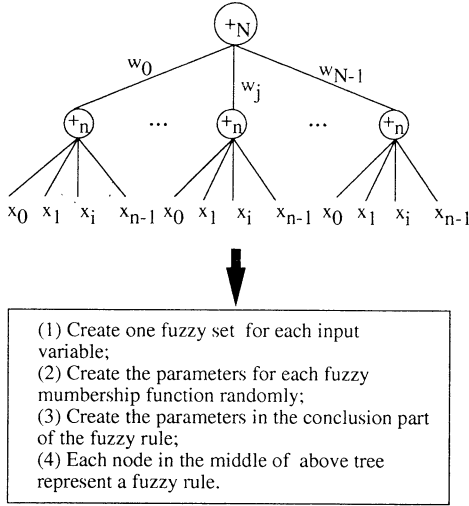 +N
w0 wj wN-1
+n ... +n ... +n
x0 x1 xi xn-1 x0 x1 xi xn-1 x0 x1 xi xn-1
(1) Create one fuzzy set for each input
variable;
(2) Create the parameters for each fuzzy
mumbership function randomly;
(3) Create the parameters in the conclusion part
of the fuzzy rule;
(4) Each node in the middle of above tree
represent a fuzzy rule.